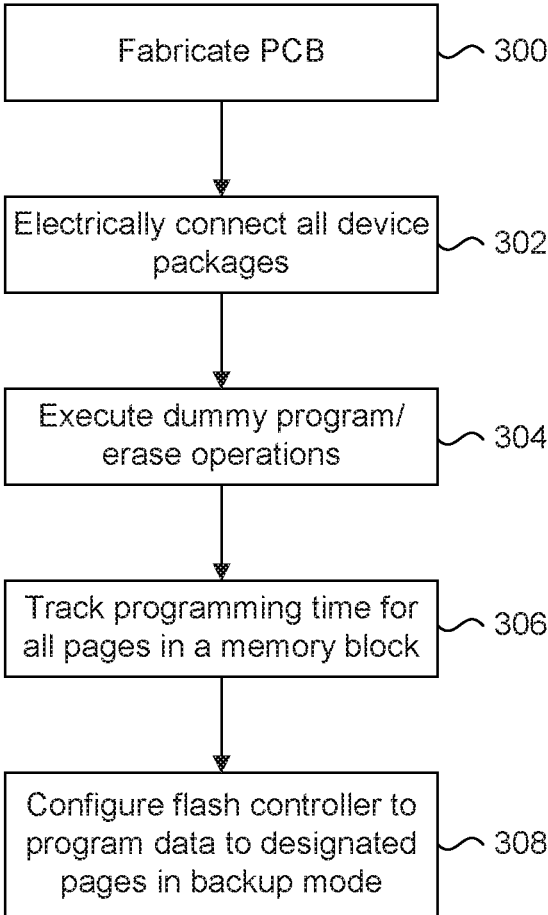 Fabricate PCB
300
Electrically connect all device
packages
302
Execute dummy program/
erase operations
304
Track programming time for
all pages in a memory block
306
Configure flash controller to
program data to designated
pages in backup mode
308